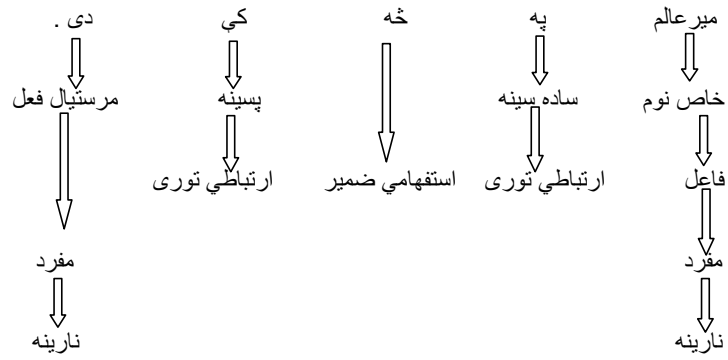 میرعالم په څه کې دی .
خاص نوم ساده سینه پسینه مرستیال فعل
فاعل ارتباطي توری استفهامي ضمیر ارتباطي توری
مفرد مفرد
نارینه نارینه